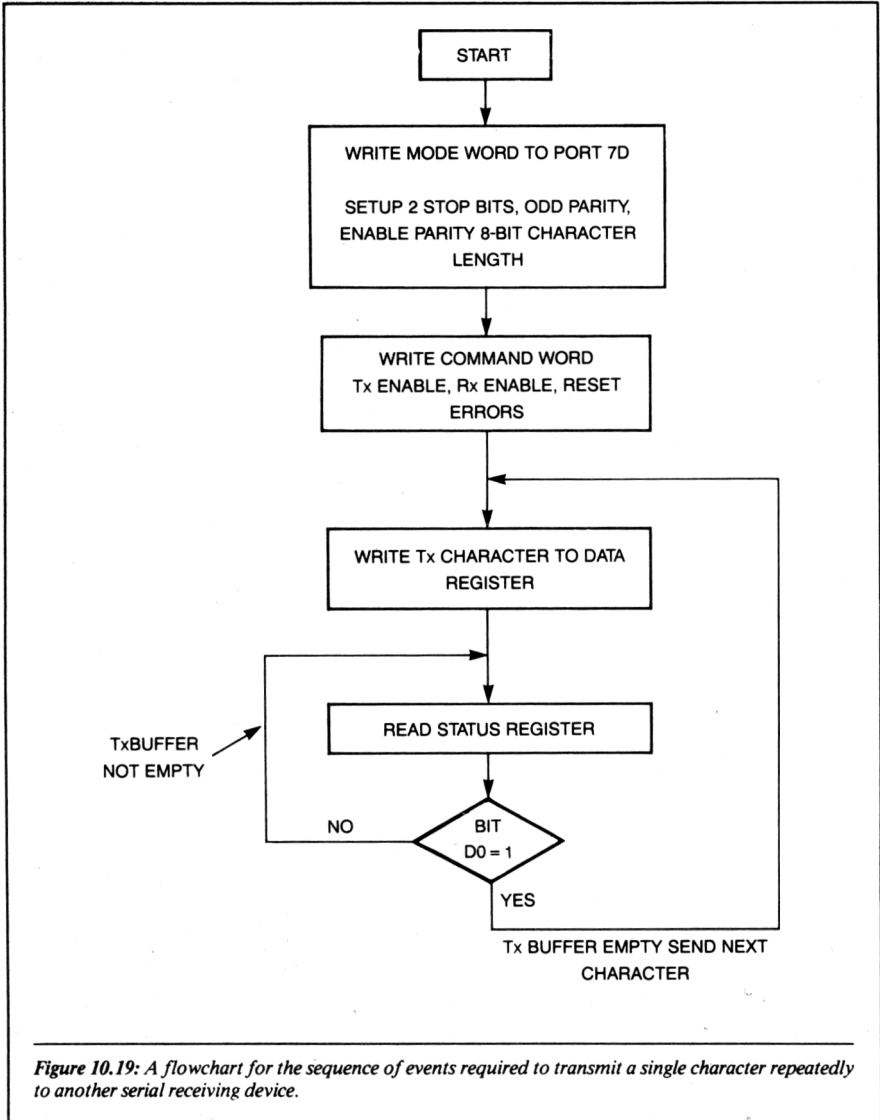 START
WRITE MODE WORD TO PORT 7D
SETUP 2 STOP BITS, ODD PARITY,
ENABLE PARITY 8-BIT CHARACTER
LENGTH
WRITE COMMAND WORD
Tx ENABLE, Rx ENABLE, RESET
ERRORS
WRITE Tx CHARACTER TO DATA
REGISTER
READ STATUS REGISTER
TxBUFFER
NOT EMPTY
NO
BIT
D0 = 1
YES
Tx BUFFER EMPTY SEND NEXT
CHARACTER
Figure 10.19: A flowchart for the sequence of events required to transmit a single character repeatedly
to another serial receiving device.